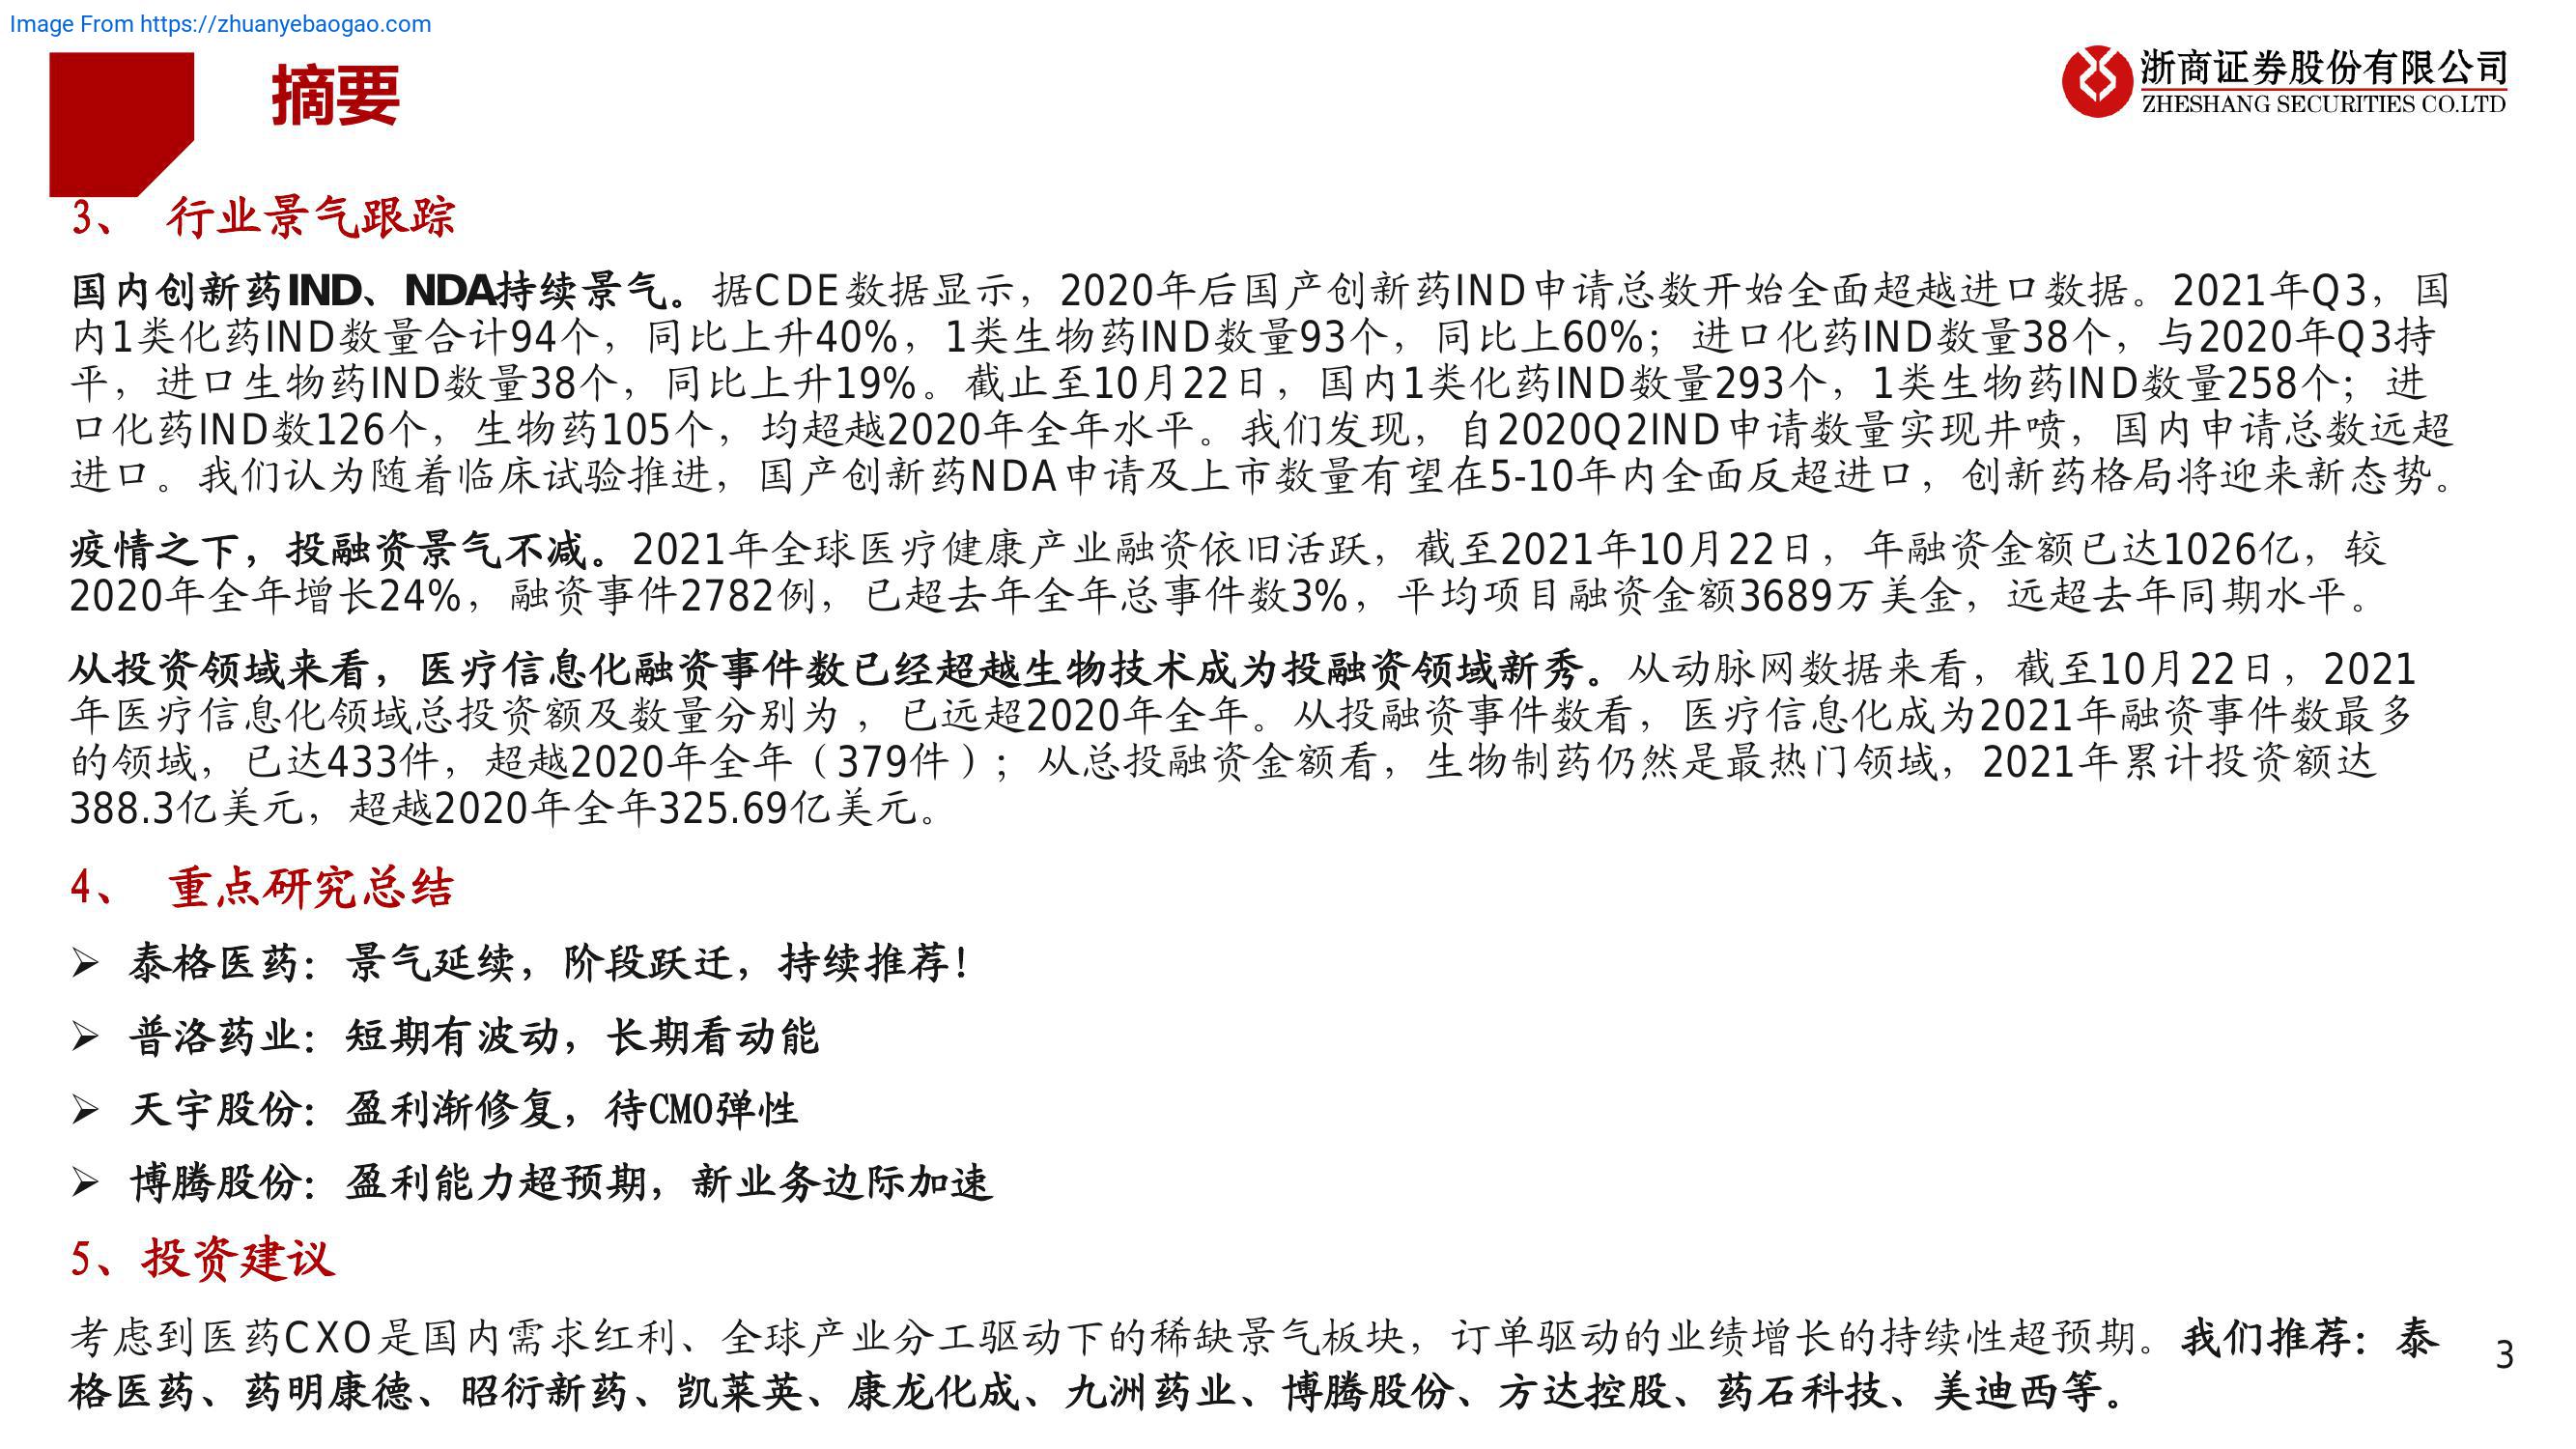 Image From https://zhuanyebaogao.com
摘要
浙商证券股份有限公司
ZHESHANG SECURITIES CO.LTD
3、 行业景气跟踪
国内创新药IND、NDA持续景气。据CDE数据显示，2020年后国产创新药IND申请总数开始全面超越进口数据。2021年Q3，国
内1类化药IND数量合计94个，同比上升40%，1类生物药IND数量93个，同比上60%；进口化药IND数量38个，与2020年Q3持
平，进口生物药IND数量38个，同比上升19%。截止至10月22日，国内1类化药IND数量293个，1类生物药IND数量258个；进
口化药IND数126个，生物药105个，均超越2020年全年水平。我们发现，自2020Q2IND申请数量实现井喷，国内申请总数远超
进口。我们认为随着临床试验推进，国产创新药NDA申请及上市数量有望在5-10年内全面反超进口，创新药格局将迎来新态势。
疫情之下，投融资景气不减。2021年全球医疗健康产业融资依旧活跃，截至2021年10月22日，年融资金额已达1026亿，较
2020年全年增长24%，融资事件2782例，已超去年全年总事件数3%，平均项目融资金额3689万美金，远超去年同期水平。
从投资领域来看，医疗信息化融资事件数已经超越生物技术成为投融资领域新秀。从动脉网数据来看，截至10月22日，2021
年医疗信息化领域总投资额及数量分别为 ，已远超2020年全年。从投融资事件数看，医疗信息化成为2021年融资事件数最多
的领域，已达433件，超越2020年全年（379件）；从总投融资金额看，生物制药仍然是最热门领域，2021年累计投资额达
388.3亿美元，超越2020年全年325.69亿美元。
4、 重点研究总结
➢ 泰格医药：景气延续，阶段跃迁，持续推荐！
➢ 普洛药业：短期有波动，长期看动能
➢ 天宇股份：盈利渐修复，待CMO弹性
➢ 博腾股份：盈利能力超预期，新业务边际加速
5、投资建议
考虑到医药CXO是国内需求红利、全球产业分工驱动下的稀缺景气板块，订单驱动的业绩增长的持续性超预期。我们推荐：泰
格医药、药明康德、昭衍新药、凯莱英、康龙化成、九洲药业、博腾股份、方达控股、药石科技、美迪西等。
3